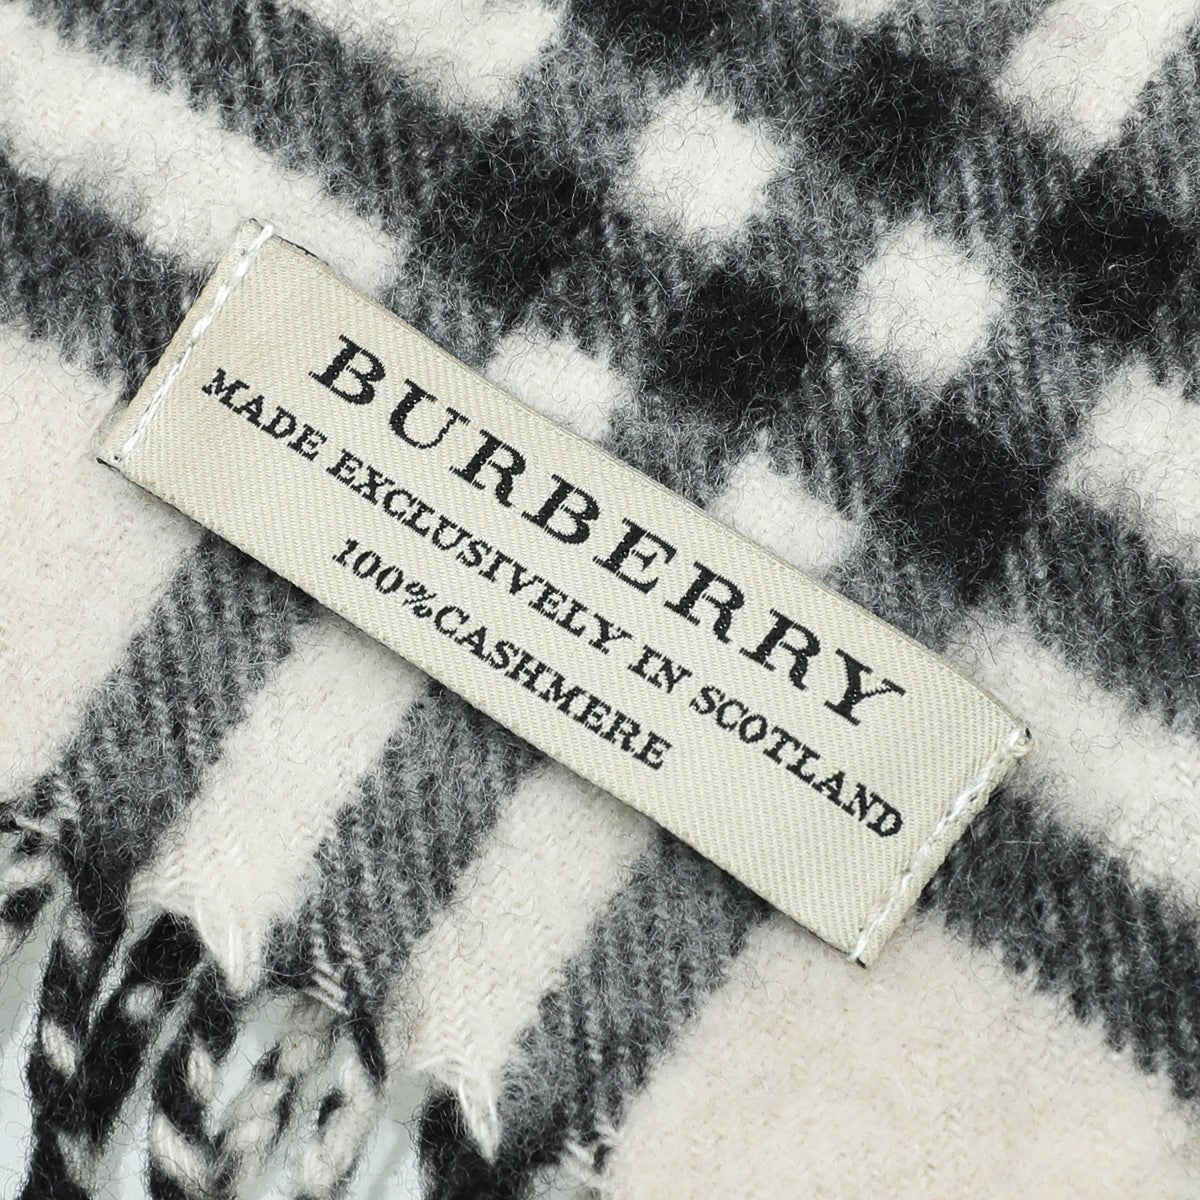 BURBERRY
MADE EXCLUSIVELY IN SCOTLAND
100%CASHMERE